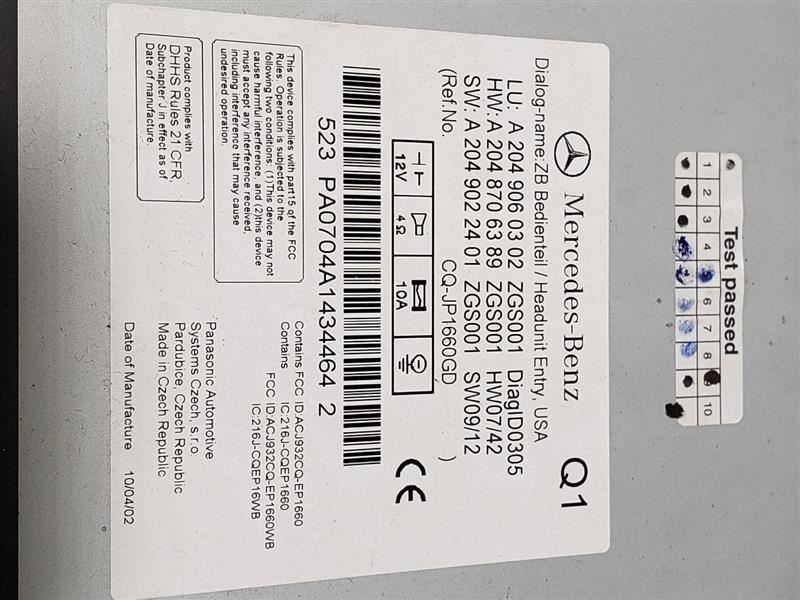 Test passed
1 2 3 4 5 6 7 8 10
Mercedes-Benz Q1
Dialog-name: ZB Bedienteil / Headunit Entry, USA
LU: A 204 906 03 02 ZGS001 DiagID0305
HW: A 204 870 63 89 ZGS001 HW07/42
SW: A 204 902 24 01 ZGS001 SW09/12
(Ref.No. CQ-JP1660GD )
12V 4Ω 10A
CE
523 PA0704A1434464 2
This device complies with part15 of the FCC
Rules. Operation is subjected to the
following two conditions: (1)This device may not
cause harmful interference, and (2)this device
must accept any interference received,
including interference that may cause
undesired operation.
Contains FCC ID:ACJ932CQ-EP1660
Contains IC:216J-CQEP1660
FCC ID:ACJ932CQ-EP1660WB
IC:216J-CQEP16WB
Product complies with
DHHS Rules 21 CFR,
Subchapter J in effect as of
Date of manufacture.
Panasonic Automotive
Systems Czech, s.r.o.
Pardubice, Czech Republic
Made in Czech Republic
Date of Manufacture 10/04/02